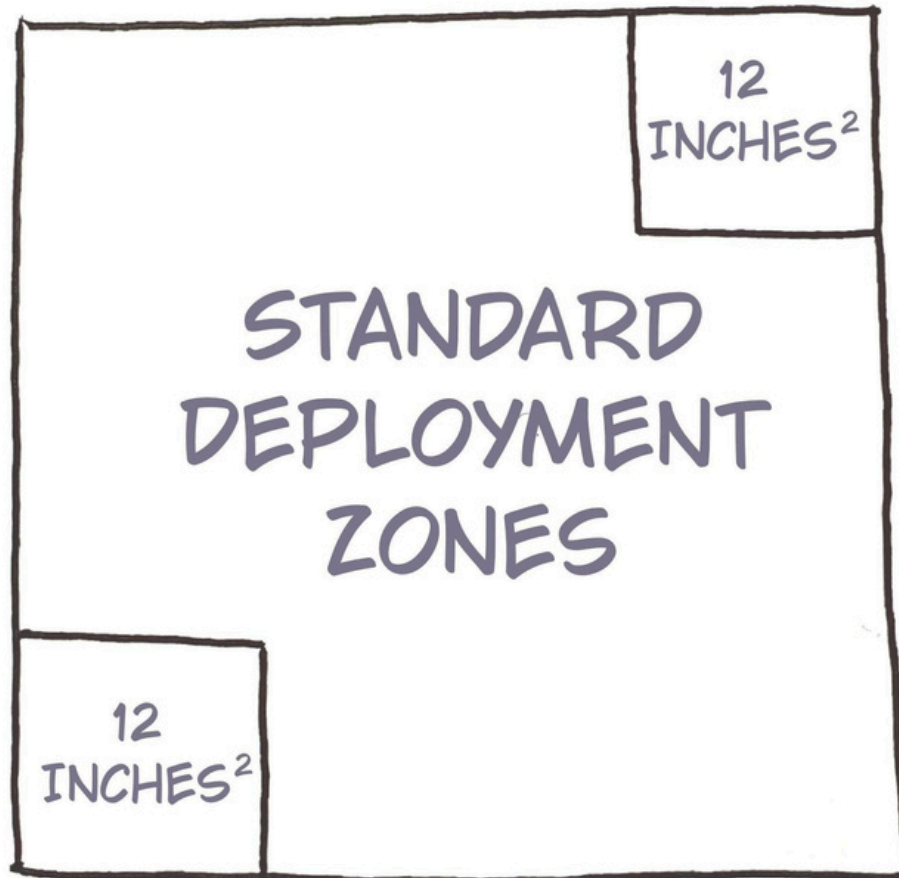 12
INCHES²
STANDARD
DEPLOYMENT
ZONES
12
INCHES²